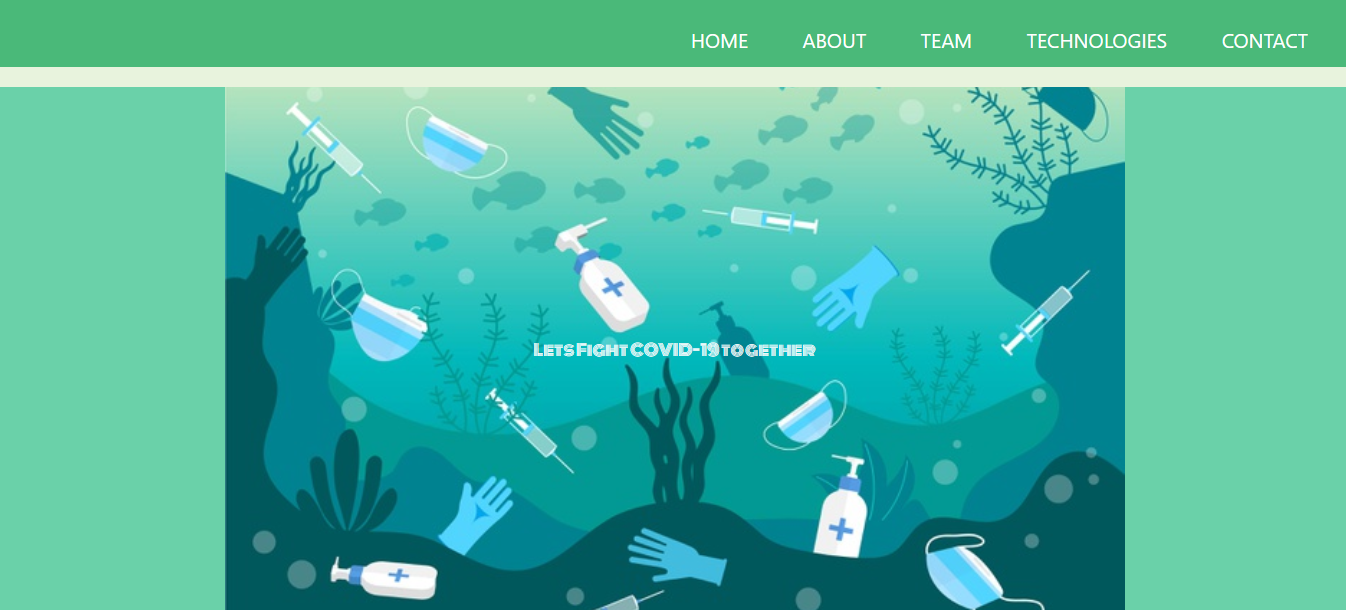 HOME ABOUT TEAM TECHNOLOGIES CONTACT
LETS FIGHT COVID-19 TOGETHER